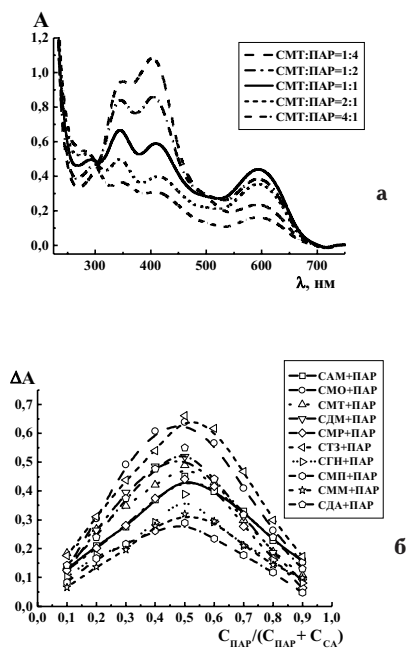 A
1,2
1,0
0,8
0,6
0,4
0,2
0,0
СМТ:ПАР=1:4
СМТ:ПАР=1:2
СМТ:ПАР=1:1
СМТ:ПАР=2:1
СМТ:ПАР=4:1
300 400 500 600 700
λ, нм
а
ΔA
0,7
0,6
0,5
0,4
0,3
0,2
0,1
0,0
САМ+ПАР
СМО+ПАР
СМТ+ПАР
СДМ+ПАР
СМР+ПАР
СТЗ+ПАР
СГН+ПАР
СМП+ПАР
СММ+ПАР
СДА+ПАР
0,0 0,1 0,2 0,3 0,4 0,5 0,6 0,7 0,8 0,9 1,0
C_ПАР/(C_ПАР + C_СА)
б